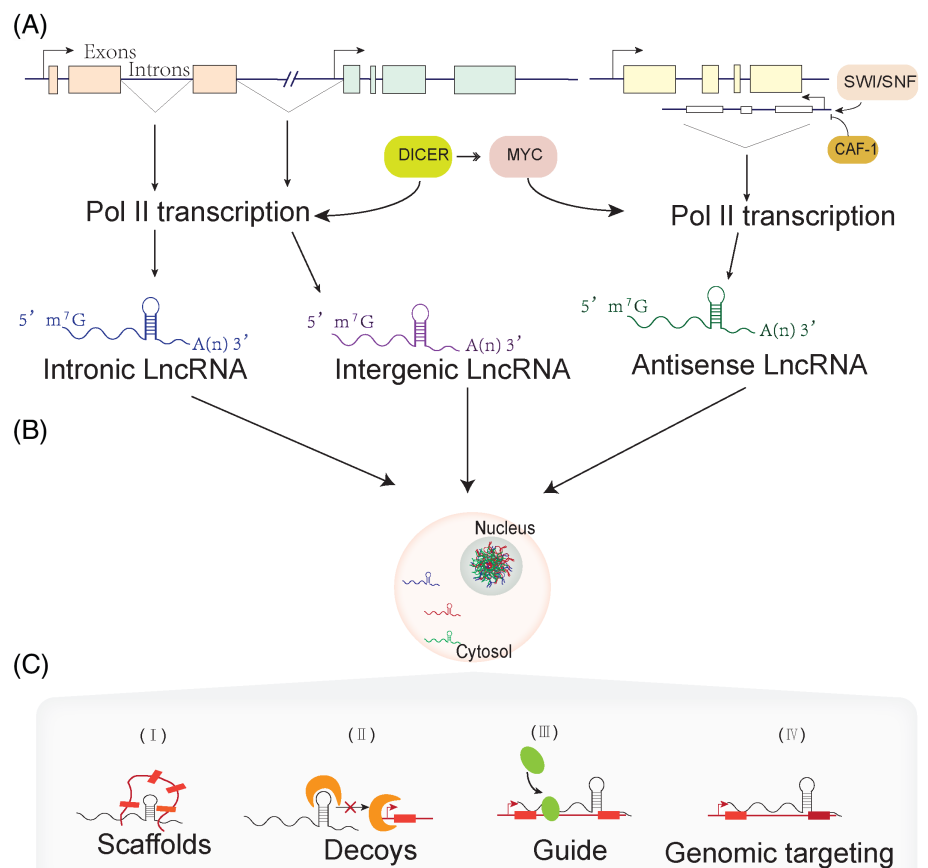 (A)
Exons
Introns
SWI/SNF
CAF-1
DICER
MYC
Pol II transcription
Pol II transcription
5' m⁷G
A(n) 3'
Intronic LncRNA
5' m⁷G
A(n) 3'
Intergenic LncRNA
5' m⁷G
A(n) 3'
Antisense LncRNA
(B)
Nucleus
Cytosol
(C)
(Ⅰ)
(Ⅱ)
(Ⅲ)
(Ⅳ)
Scaffolds
Decoys
Guide
Genomic targeting